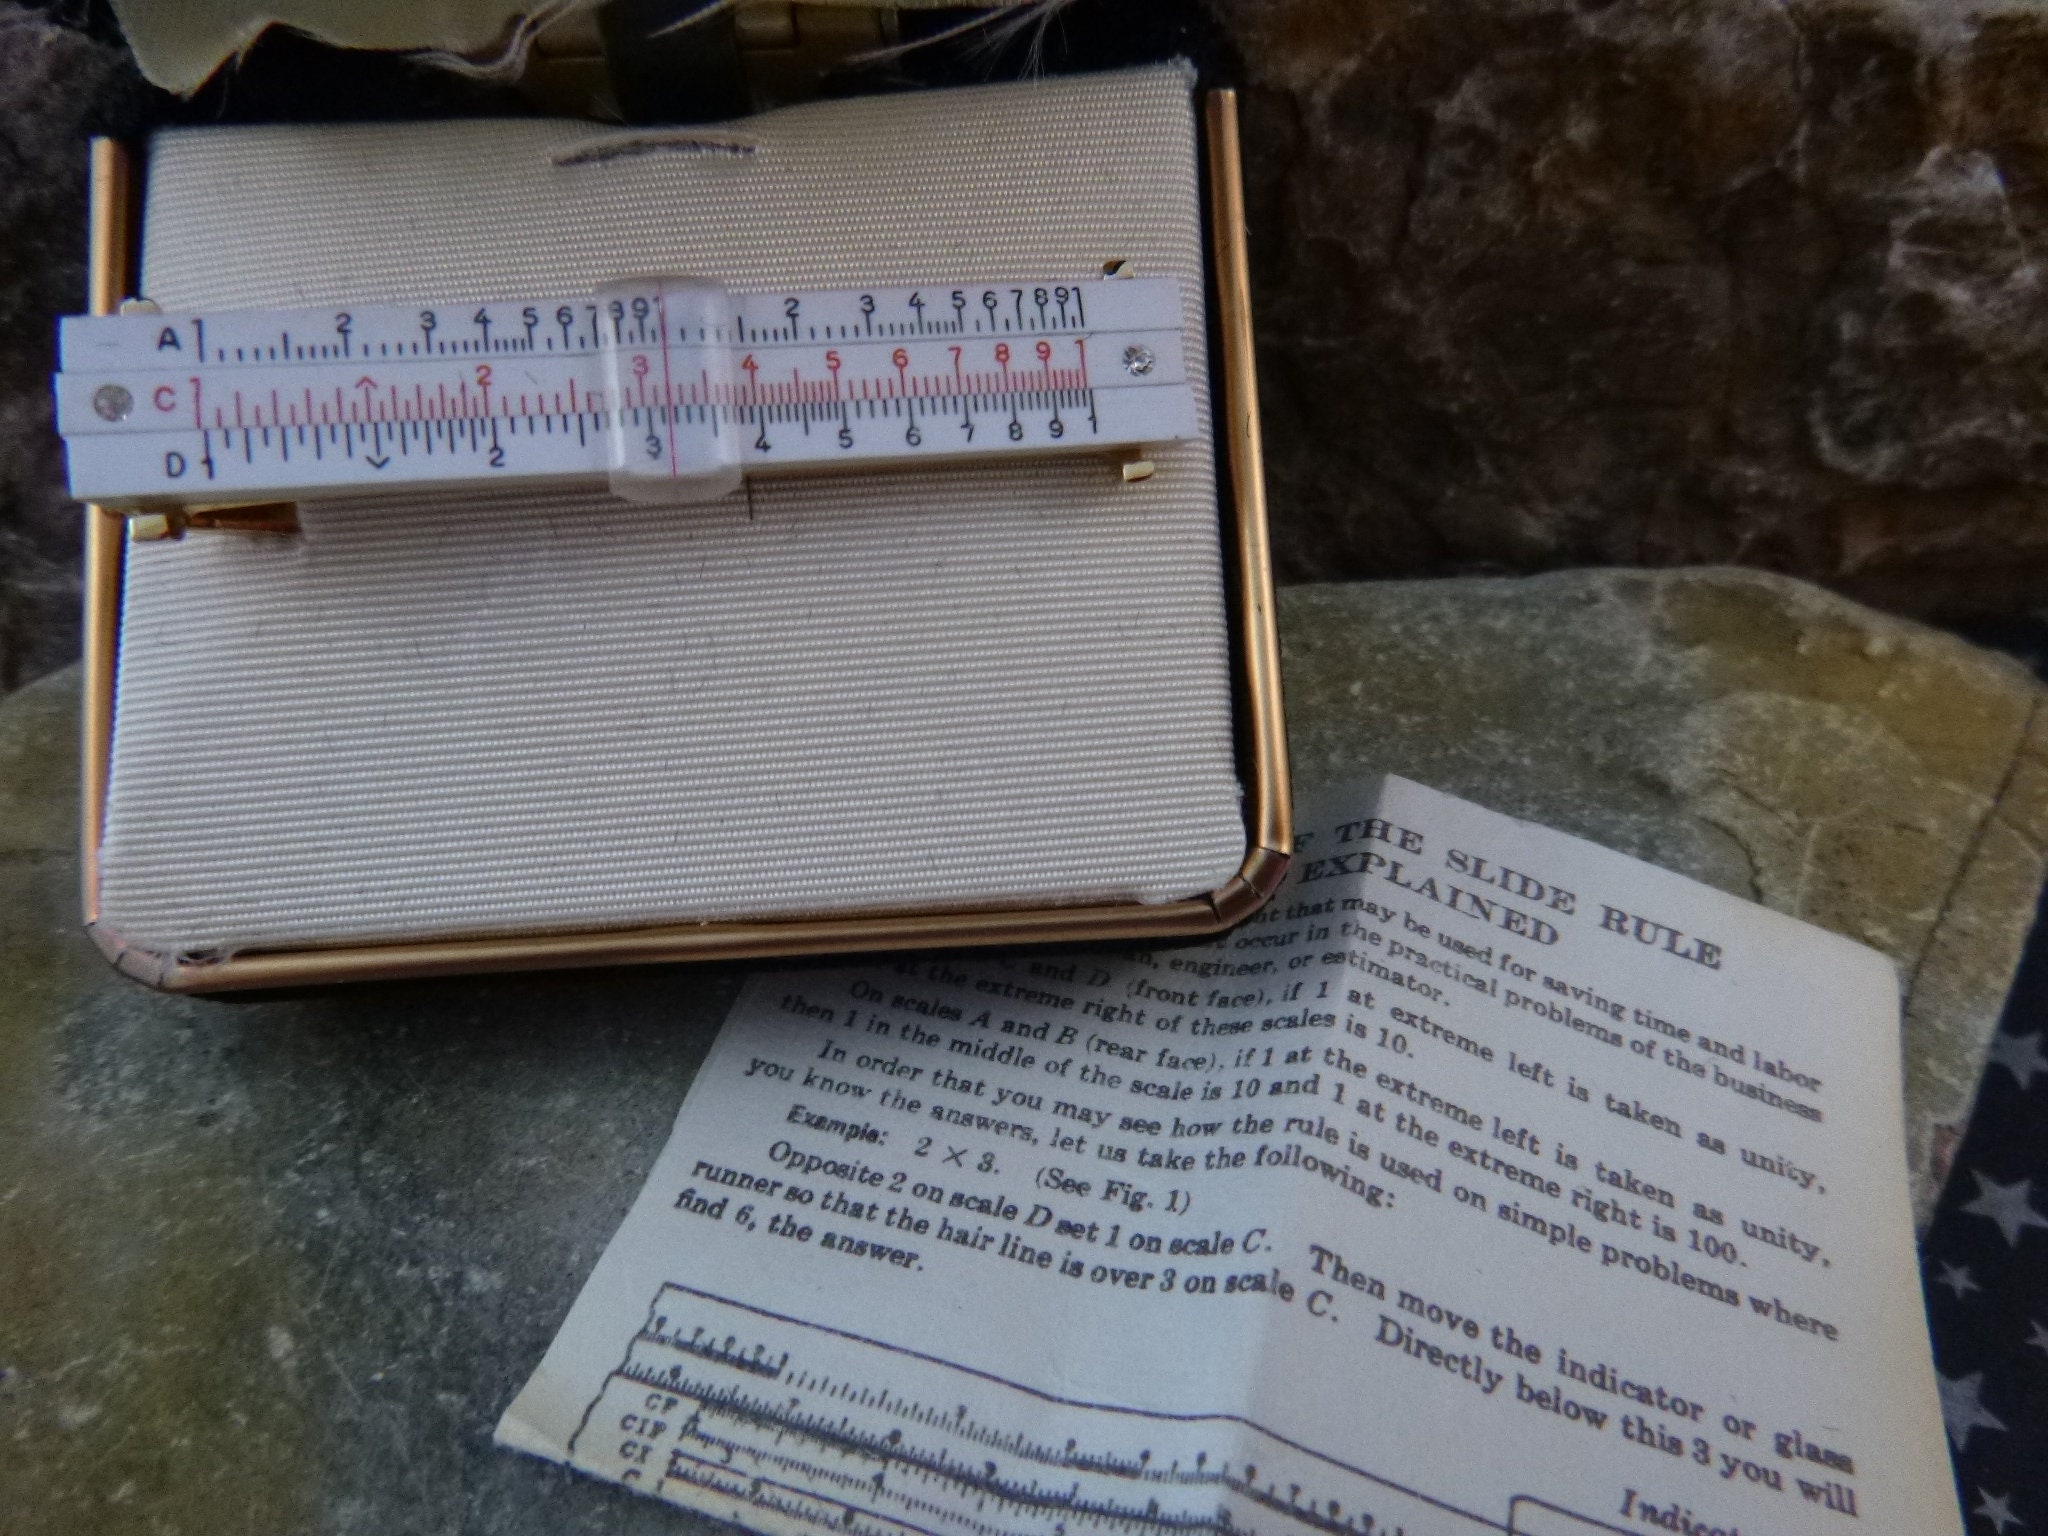 A 1 2 3 4 5 6 7 8 9 1 2 3 4 5 6 7 8 9 1
C 1 2 3 4 5 6 7 8 9 1
D 1 2 3 4 5 6 7 8 9 1
THE SLIDE RULE
EXPLAINED
that may be used for saving time and labor
occur in the practical problems of the business
engineer, or estimator.
and D (front face), if 1 at extreme left is taken as unity,
the extreme right of these scales is 10.
On scales A and B (rear face), if 1 at the extreme left is taken as unity,
then 1 in the middle of the scale is 10 and 1 at the extreme right is 100.
In order that you may see how the rule is used on simple problems where
you know the answers, let us take the following:
Example: 2 × 3. (See Fig. 1)
Opposite 2 on scale D set 1 on scale C. Then move the indicator or glass
runner so that the hair line is over 3 on scale C. Directly below this 3 you will
find 6, the answer.
CF
CIF
CI
C